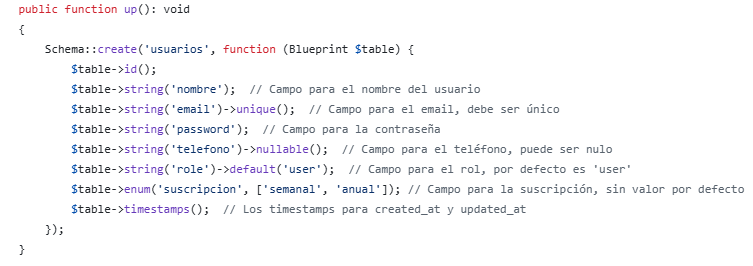 public function up(): void
{
    Schema::create('usuarios', function (Blueprint $table) {
        $table->id();
        $table->string('nombre');  // Campo para el nombre del usuario
        $table->string('email')->unique();  // Campo para el email, debe ser único
        $table->string('password');  // Campo para la contraseña
        $table->string('telefono')->nullable();  // Campo para el teléfono, puede ser nulo
        $table->string('role')->default('user');  // Campo para el rol, por defecto es 'user'
        $table->enum('suscripcion', ['semanal', 'anual']); // Campo para la suscripción, sin valor por defecto
        $table->timestamps();  // Los timestamps para created_at y updated_at
    });
}